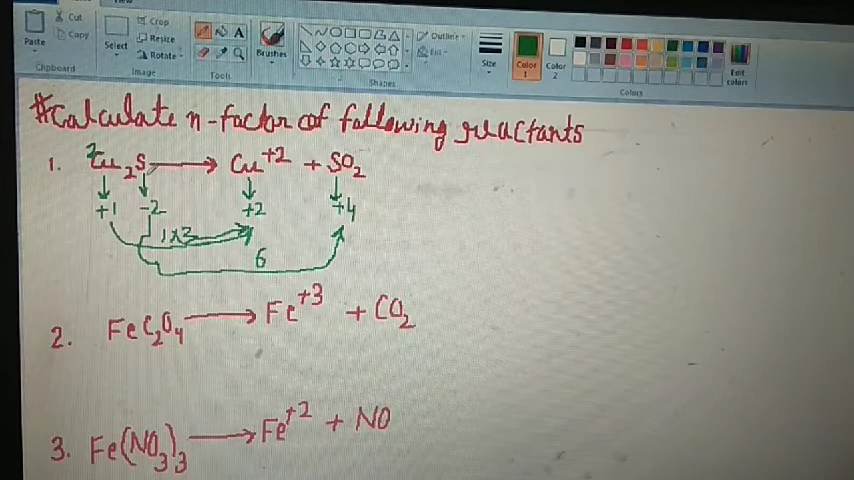 View
Paste
Cut
Copy
Clipboard
Select
Crop
Resize
Rotate
Image
A
Tools
Brushes
Outline
Fill
Shapes
Size
Color 1
Color 2
Edit colors
Colors
# Calculate n-factor of following reactants
1. Cu₂S ⟶ Cu⁺² + SO₂
+1 -2 +2 +4
1×2
6
2. FeC₂O₄ ⟶ Fe⁺³ + CO₂
3. Fe(NO₃)₃ ⟶ Fe⁺² + NO